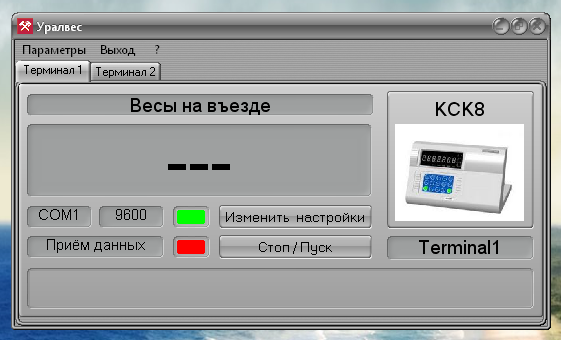 Уралвес
Параметры Выход ?
Терминал 1 Терминал 2
Весы на въезде
КСК8
---
COM1 9600 Изменить настройки
Приём данных Стоп / Пуск Terminal1